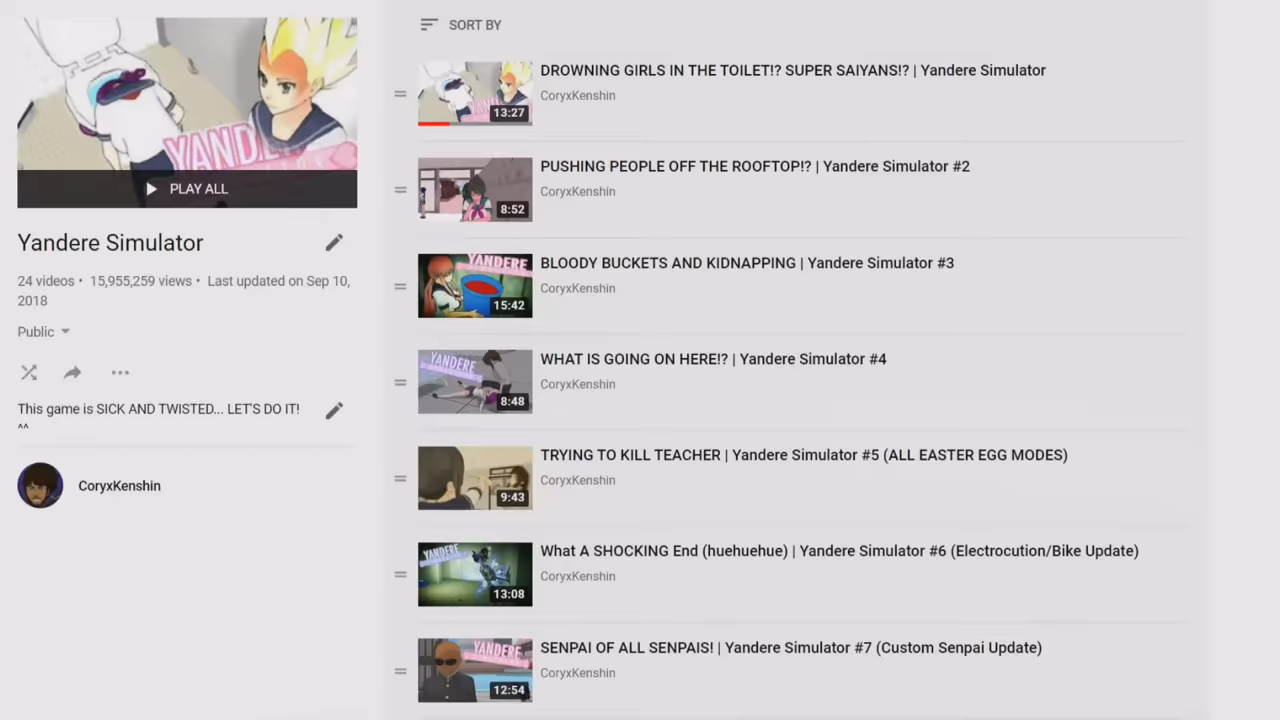 YAND
PLAY ALL
Yandere Simulator
24 videos • 15,955,259 views • Last updated on Sep 10,
2018
Public
This game is SICK AND TWISTED... LET'S DO IT!
^^
CoryxKenshin
SORT BY
DROWNING GIRLS IN THE TOILET!? SUPER SAIYANS!? | Yandere Simulator
CoryxKenshin
YAN
13:27
PUSHING PEOPLE OFF THE ROOFTOP!? | Yandere Simulator #2
CoryxKenshin
8:52
BLOODY BUCKETS AND KIDNAPPING | Yandere Simulator #3
CoryxKenshin
YANDERE
15:42
WHAT IS GOING ON HERE!? | Yandere Simulator #4
CoryxKenshin
YANDERE
8:48
TRYING TO KILL TEACHER | Yandere Simulator #5 (ALL EASTER EGG MODES)
CoryxKenshin
9:43
What A SHOCKING End (huehuehue) | Yandere Simulator #6 (Electrocution/Bike Update)
CoryxKenshin
YANDERE
13:08
SENPAI OF ALL SENPAIS! | Yandere Simulator #7 (Custom Senpai Update)
CoryxKenshin
YANDERE
12:54